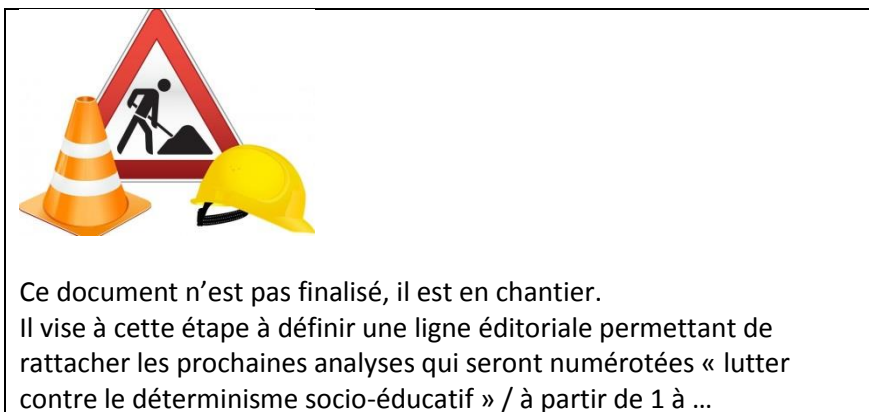 Ce document n’est pas finalisé, il est en chantier.
Il vise à cette étape à définir une ligne éditoriale permettant de
rattacher les prochaines analyses qui seront numérotées « lutter
contre le déterminisme socio-éducatif » / à partir de 1 à …